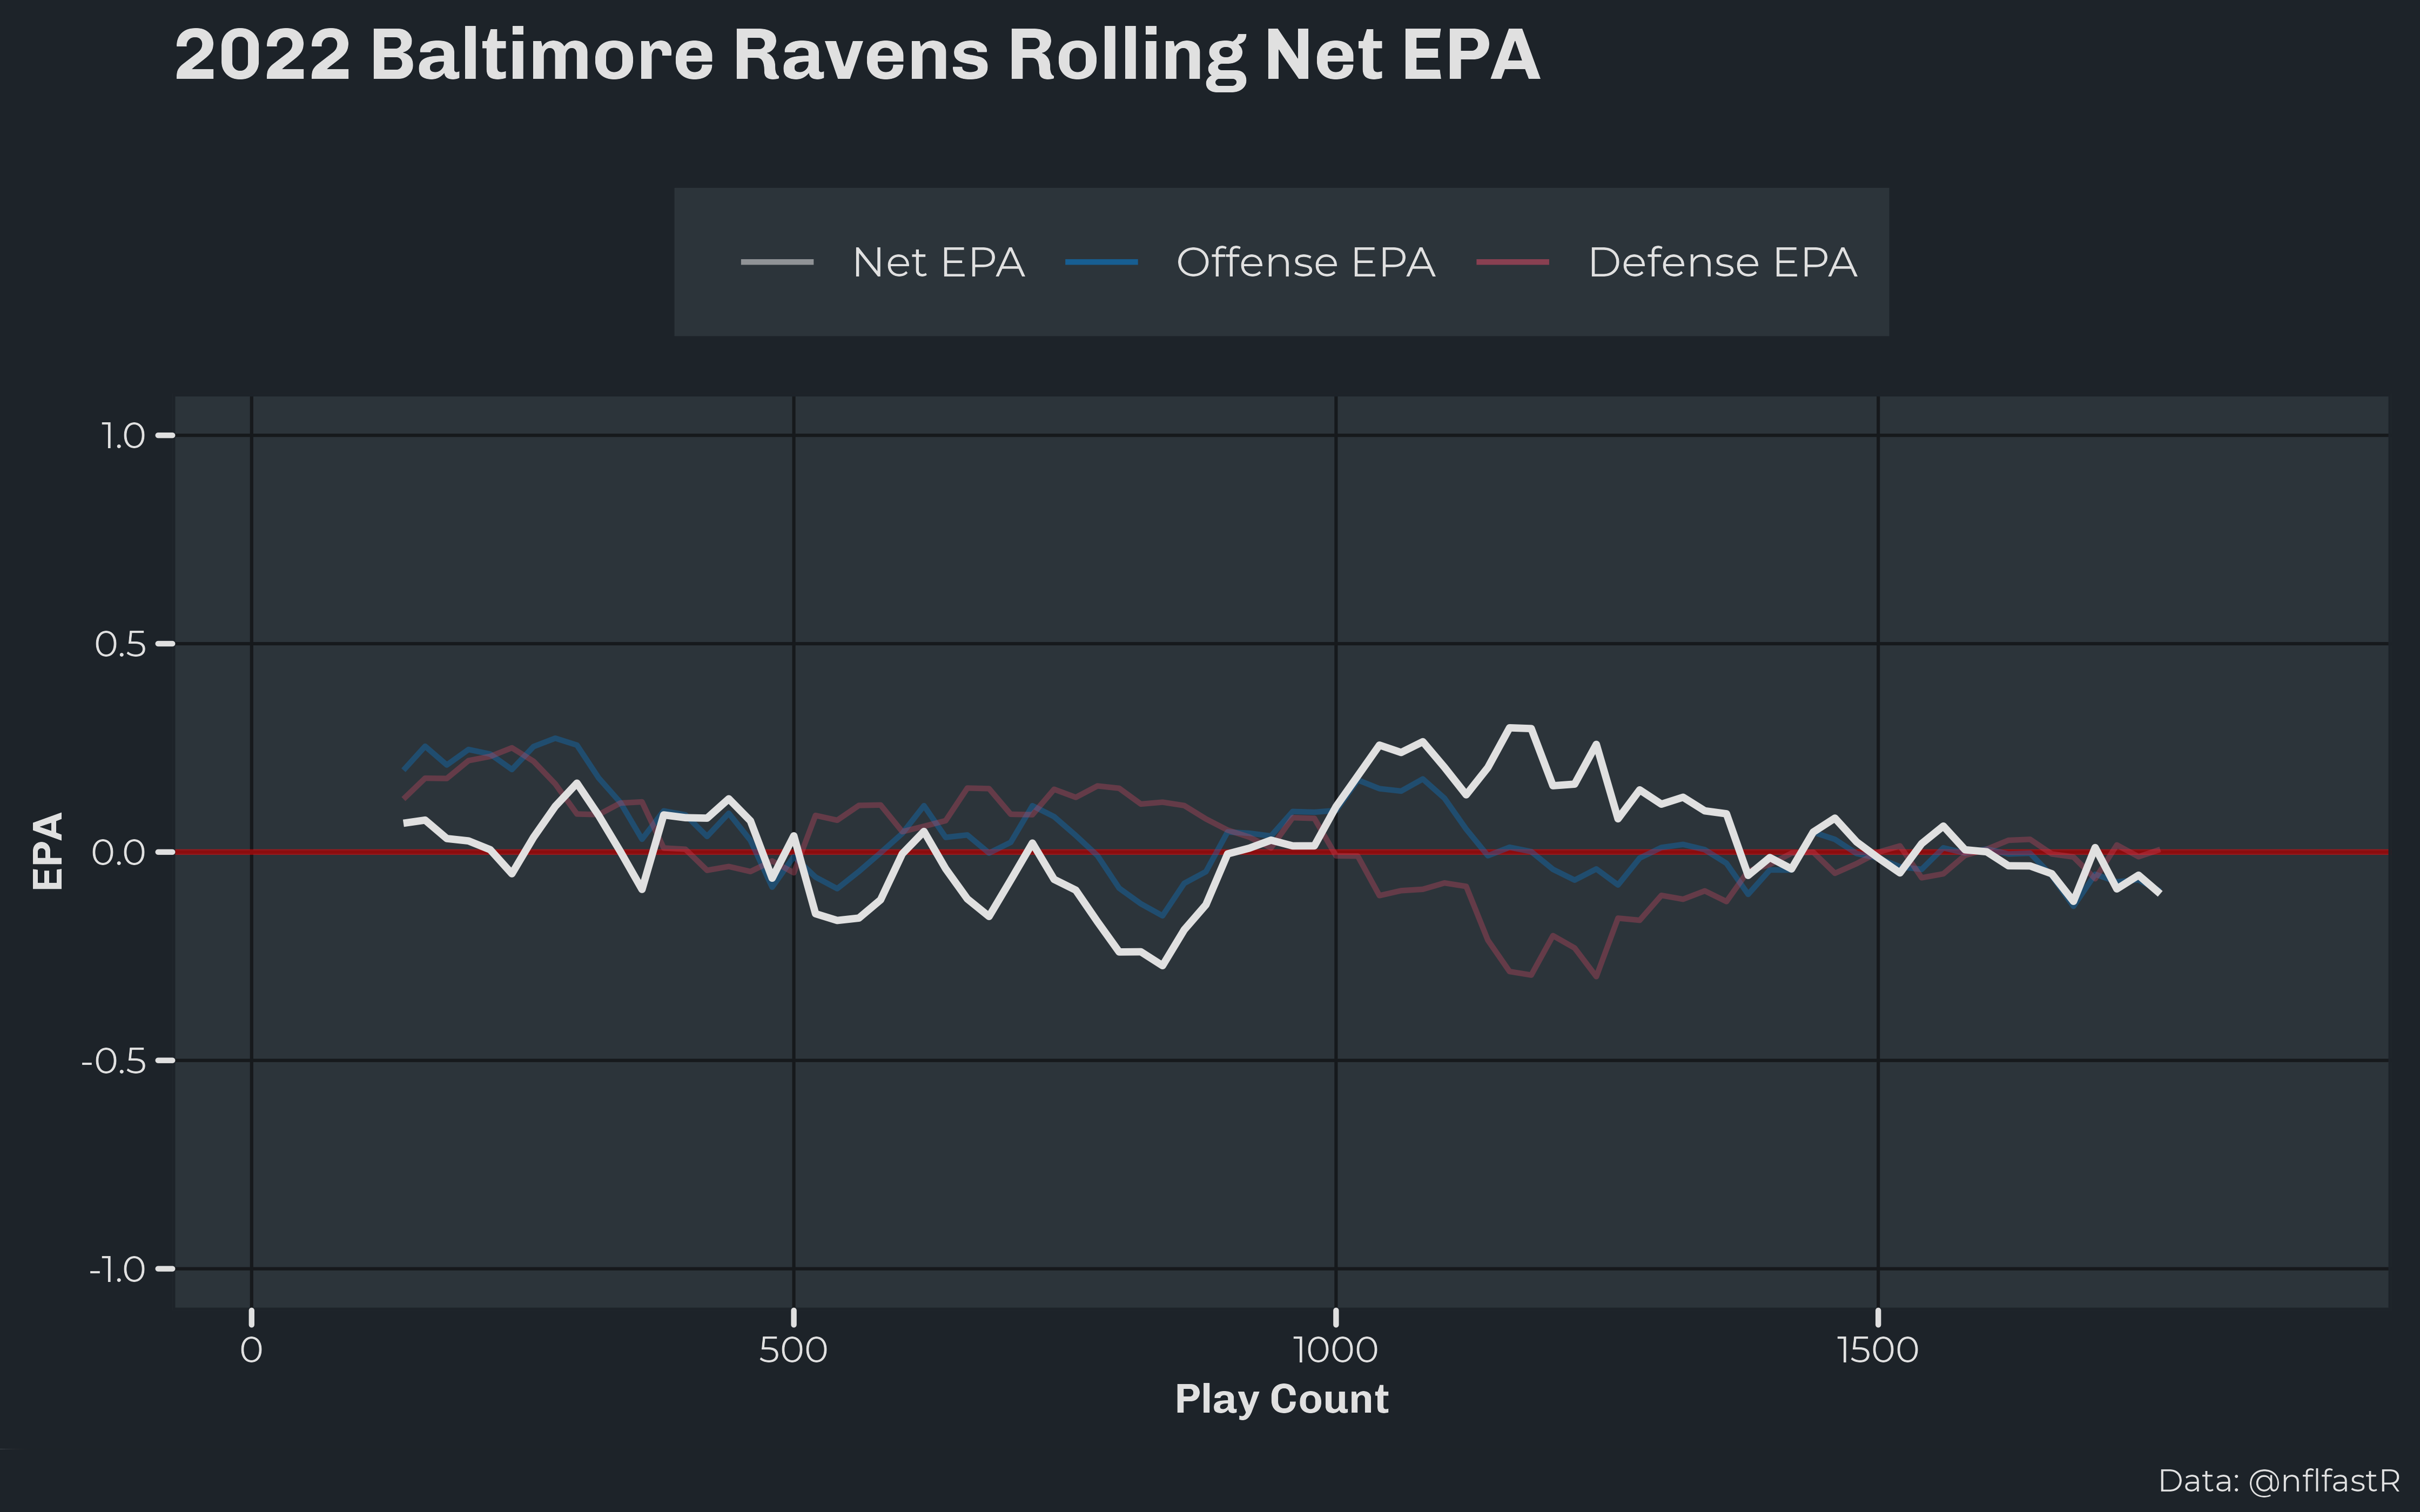 2022 Baltimore Ravens Rolling Net EPA
Net EPA Offense EPA Defense EPA
1.0
0.5
0.0
-0.5
-1.0
EPA
0 500 1000 1500
Play Count
Data: @nflfastR